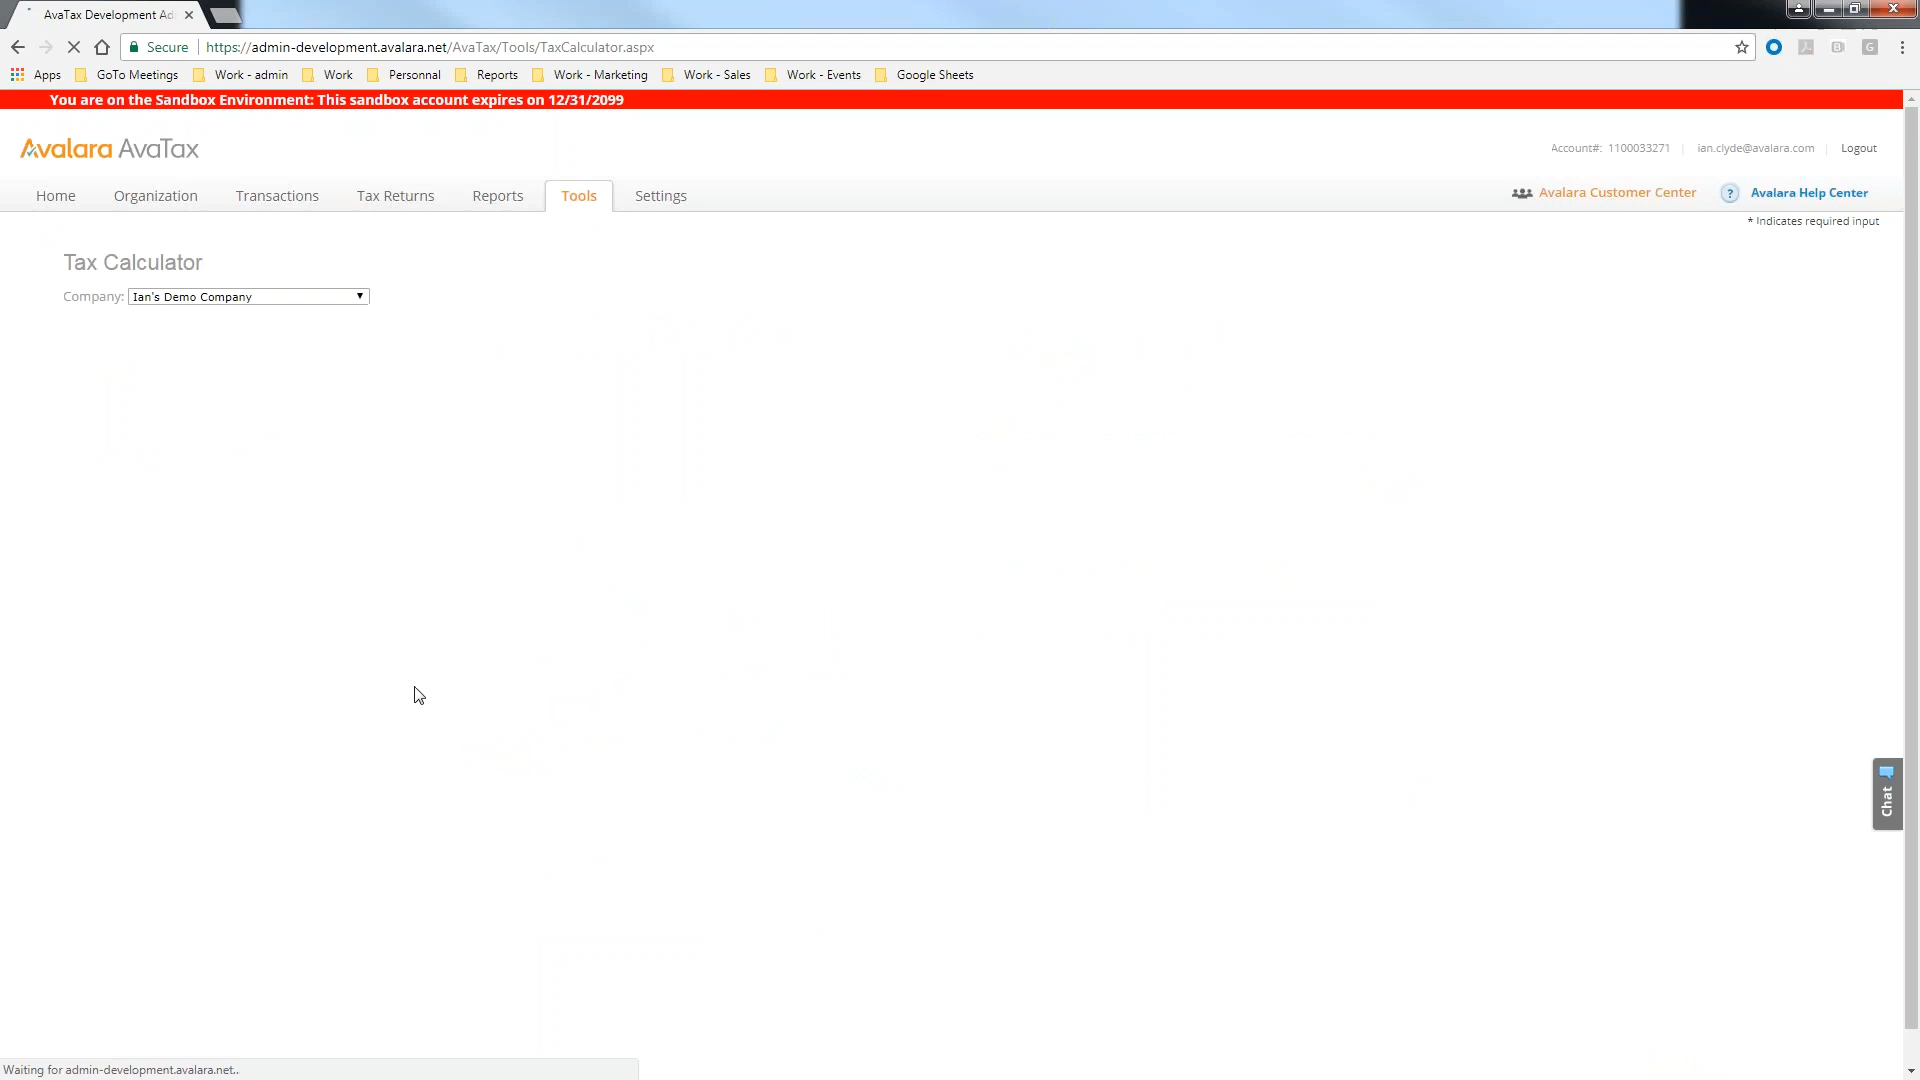 AvaTax Development Ad
Secure https://admin-development.avalara.net/AvaTax/Tools/TaxCalculator.aspx
Apps GoTo Meetings Work - admin Work Personnal Reports Work - Marketing Work - Sales Work - Events Google Sheets
You are on the Sandbox Environment: This sandbox account expires on 12/31/2099
Avalara AvaTax
Account#: 1100033271 ian.clyde@avalara.com Logout
Home Organization Transactions Tax Returns Reports Tools Settings Avalara Customer Center ? Avalara Help Center
* Indicates required input
Tax Calculator
Company: Ian's Demo Company
Chat
Waiting for admin-development.avalara.net...